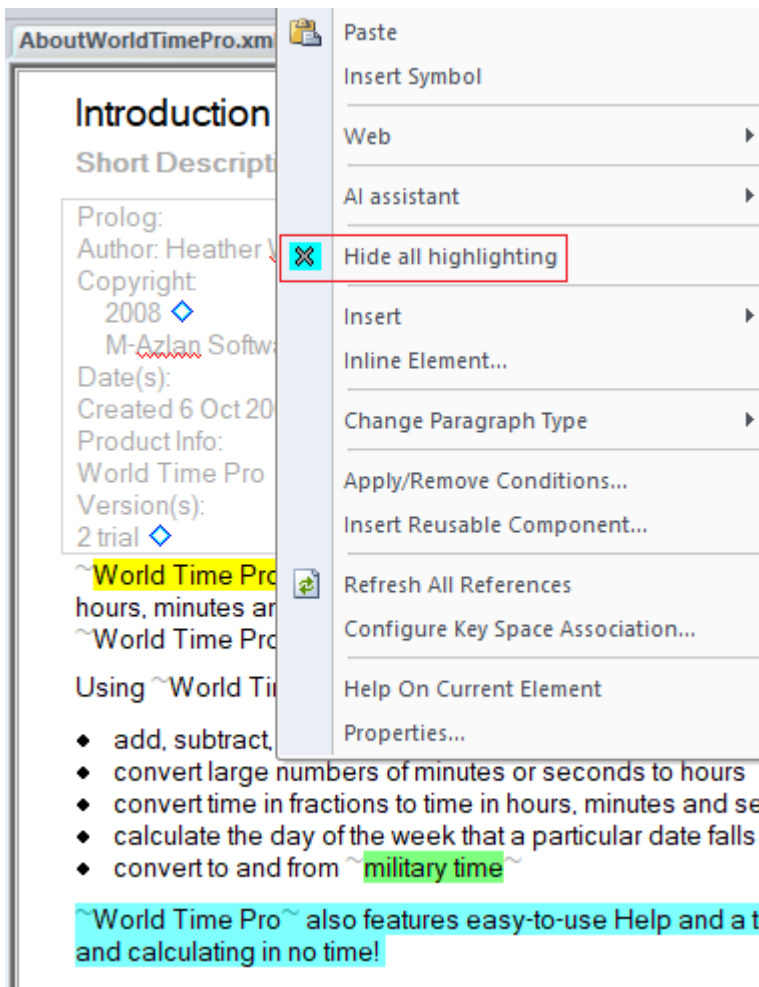 AboutWorldTimePro.xml
Introduction
Short Descripti
Prolog:
Author: Heather
Copyright:
2008
M-Azlan Softwa
Date(s):
Created 6 Oct 20
Product Info:
World Time Pro
Version(s):
2 trial
~World Time Pro
hours, minutes an
~World Time Pro
Using ~World Ti
add, subtract,
convert large numbers of minutes or seconds to hours
convert time in fractions to time in hours, minutes and se
calculate the day of the week that a particular date falls
convert to and from ~military time~
~World Time Pro~ also features easy-to-use Help and a t
and calculating in no time!
Paste
Insert Symbol
Web
AI assistant
Hide all highlighting
Insert
Inline Element...
Change Paragraph Type
Apply/Remove Conditions...
Insert Reusable Component...
Refresh All References
Configure Key Space Association...
Help On Current Element
Properties...